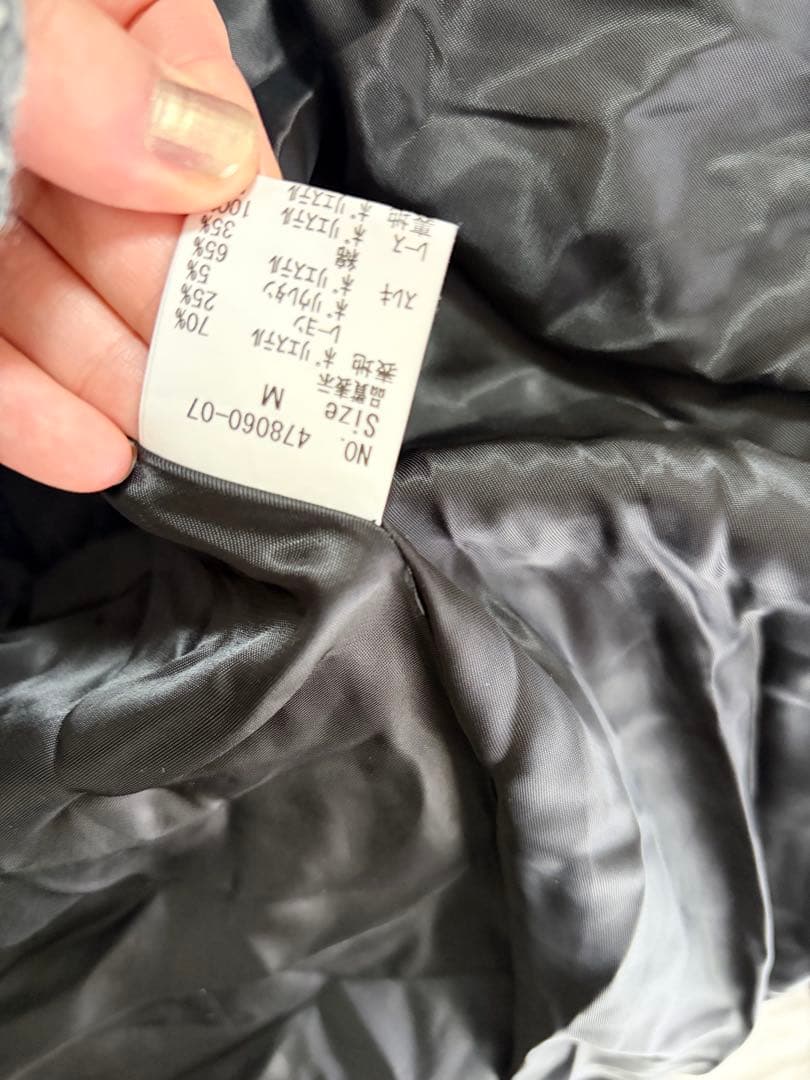 NO. 478060-07
Size M
品質表示
表地
ポリエステル 70%
レーヨン 25%
ポリウレタン 5%
スレキ
ポリエステル 65%
綿 35%
レース
ポリエステル 100
表地
ポリエステル